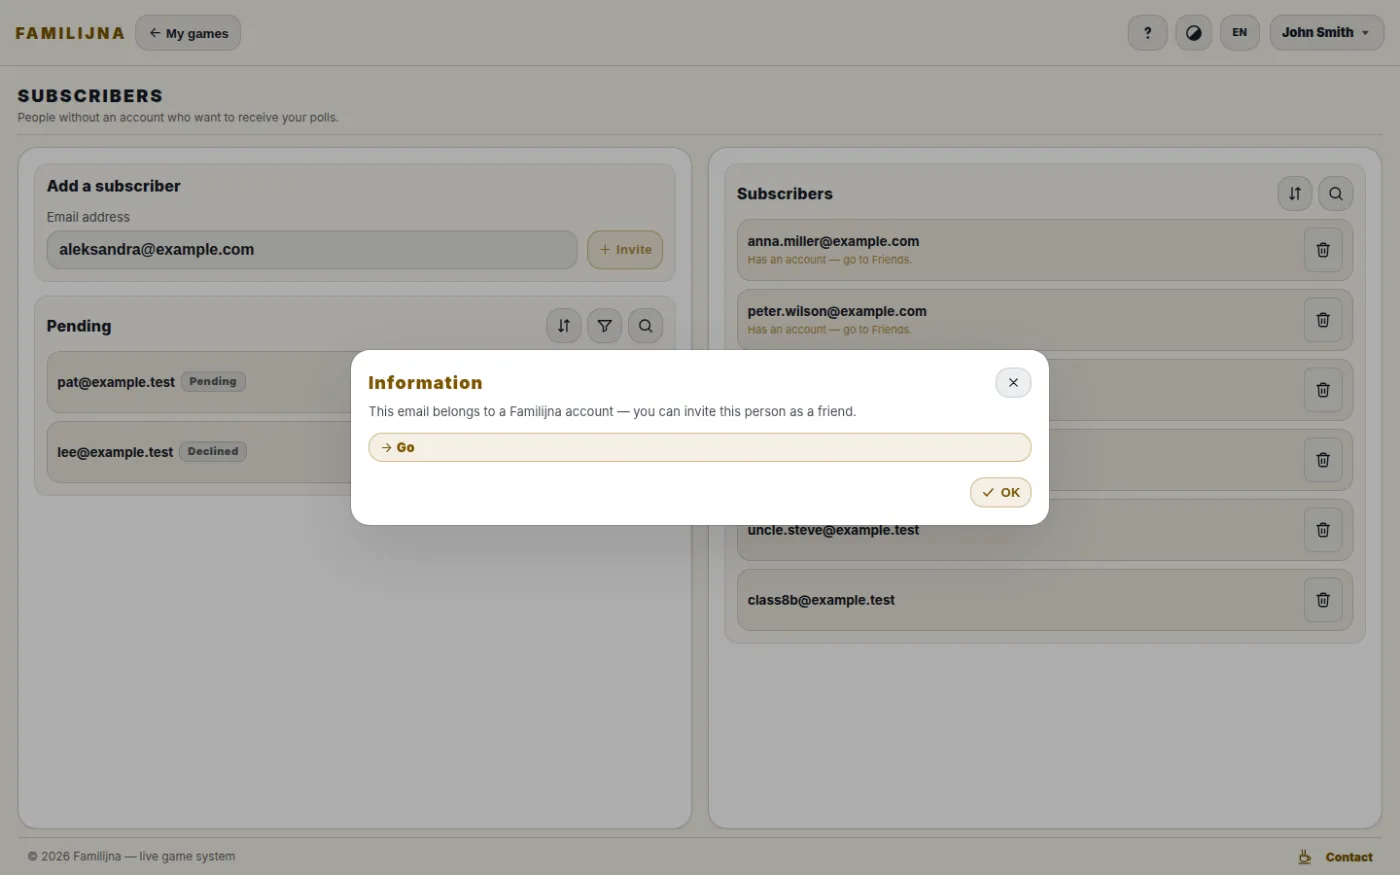 FAMILIJNA
← My games
?
EN
John Smith
SUBSCRIBERS
People without an account who want to receive your polls.
Add a subscriber
Email address
aleksandra@example.com
+ Invite
Pending
pat@example.test Pending
lee@example.test Declined
Subscribers
anna.miller@example.com
Has an account — go to Friends.
peter.wilson@example.com
Has an account — go to Friends.
uncle.steve@example.test
class8b@example.test
Information
This email belongs to a Familijna account — you can invite this person as a friend.
→ Go
✓ OK
© 2026 Familijna — live game system
Contact